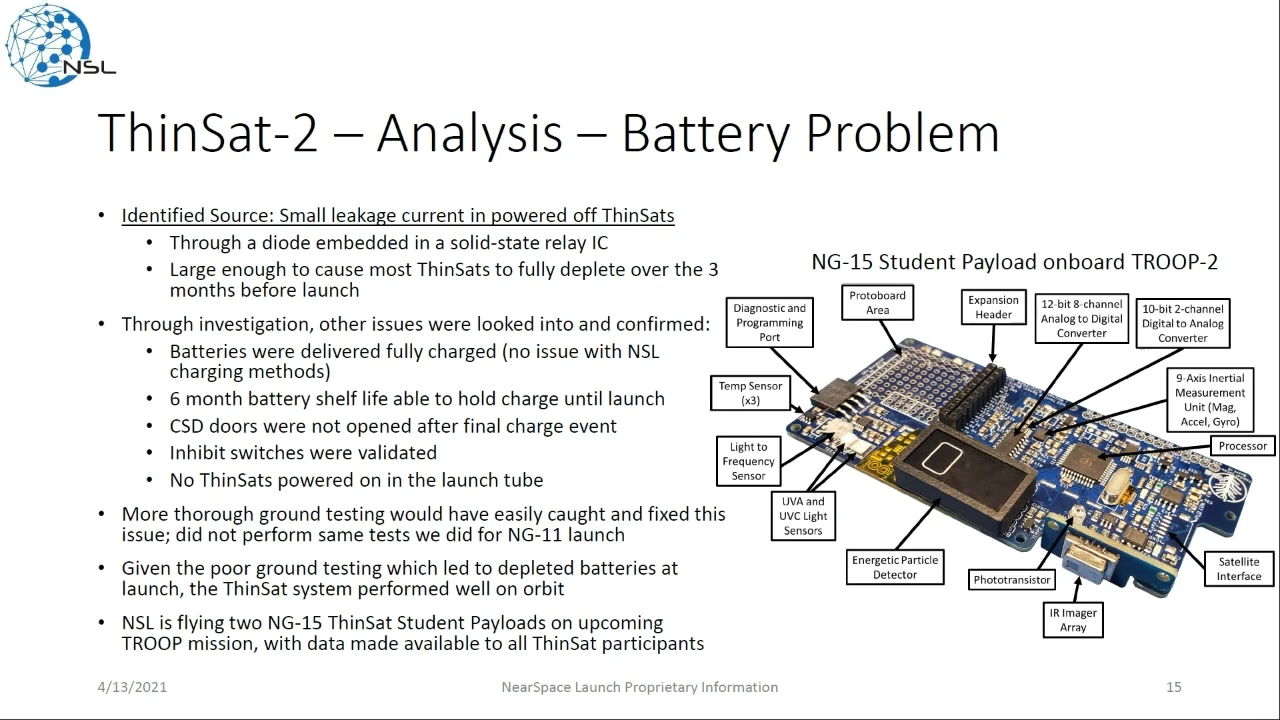 NSL
ThinSat-2 – Analysis – Battery Problem
• Identified Source: Small leakage current in powered off ThinSats
• Through a diode embedded in a solid-state relay IC
• Large enough to cause most ThinSats to fully deplete over the 3
months before launch
• Through investigation, other issues were looked into and confirmed:
• Batteries were delivered fully charged (no issue with NSL
charging methods)
• 6 month battery shelf life able to hold charge until launch
• CSD doors were not opened after final charge event
• Inhibit switches were validated
• No ThinSats powered on in the launch tube
• More thorough ground testing would have easily caught and fixed this
issue; did not perform same tests we did for NG-11 launch
• Given the poor ground testing which led to depleted batteries at
launch, the ThinSat system performed well on orbit
• NSL is flying two NG-15 ThinSat Student Payloads on upcoming
TROOP mission, with data made available to all ThinSat participants
NG-15 Student Payload onboard TROOP-2
Diagnostic and
Programming
Port
Protoboard
Area
Expansion
Header
12-bit 8-channel
Analog to Digital
Converter
10-bit 2-channel
Digital to Analog
Converter
Temp Sensor
(x3)
9-Axis Inertial
Measurement
Unit (Mag,
Accel, Gyro)
Light to
Frequency
Sensor
Processor
UVA and
UVC Light
Sensors
Energetic Particle
Detector
Phototransistor
IR Imager
Array
Satellite
Interface
4/13/2021
NearSpace Launch Proprietary Information
15